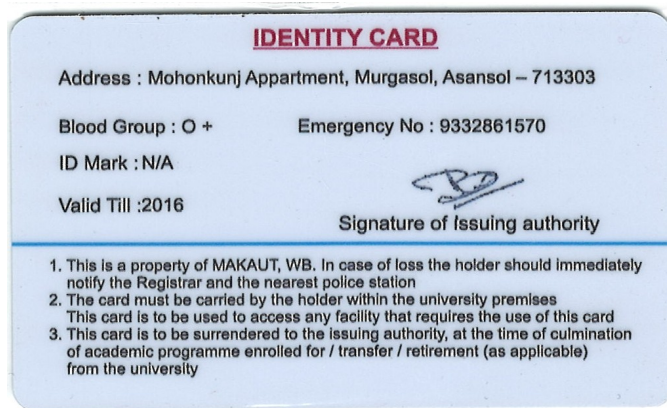 IDENTITY CARD
Address : Mohonkunj Appartment, Murgasol, Asansol – 713303
Blood Group : O +          Emergency No : 9332861570
ID Mark : N/A
Valid Till :2016
Signature of Issuing authority
1. This is a property of MAKAUT, WB. In case of loss the holder should immediately
notify the Registrar and the nearest police station
2. The card must be carried by the holder within the university premises
This card is to be used to access any facility that requires the use of this card
3. This card is to be surrendered to the issuing authority, at the time of culmination
of academic programme enrolled for / transfer / retirement (as applicable)
from the university